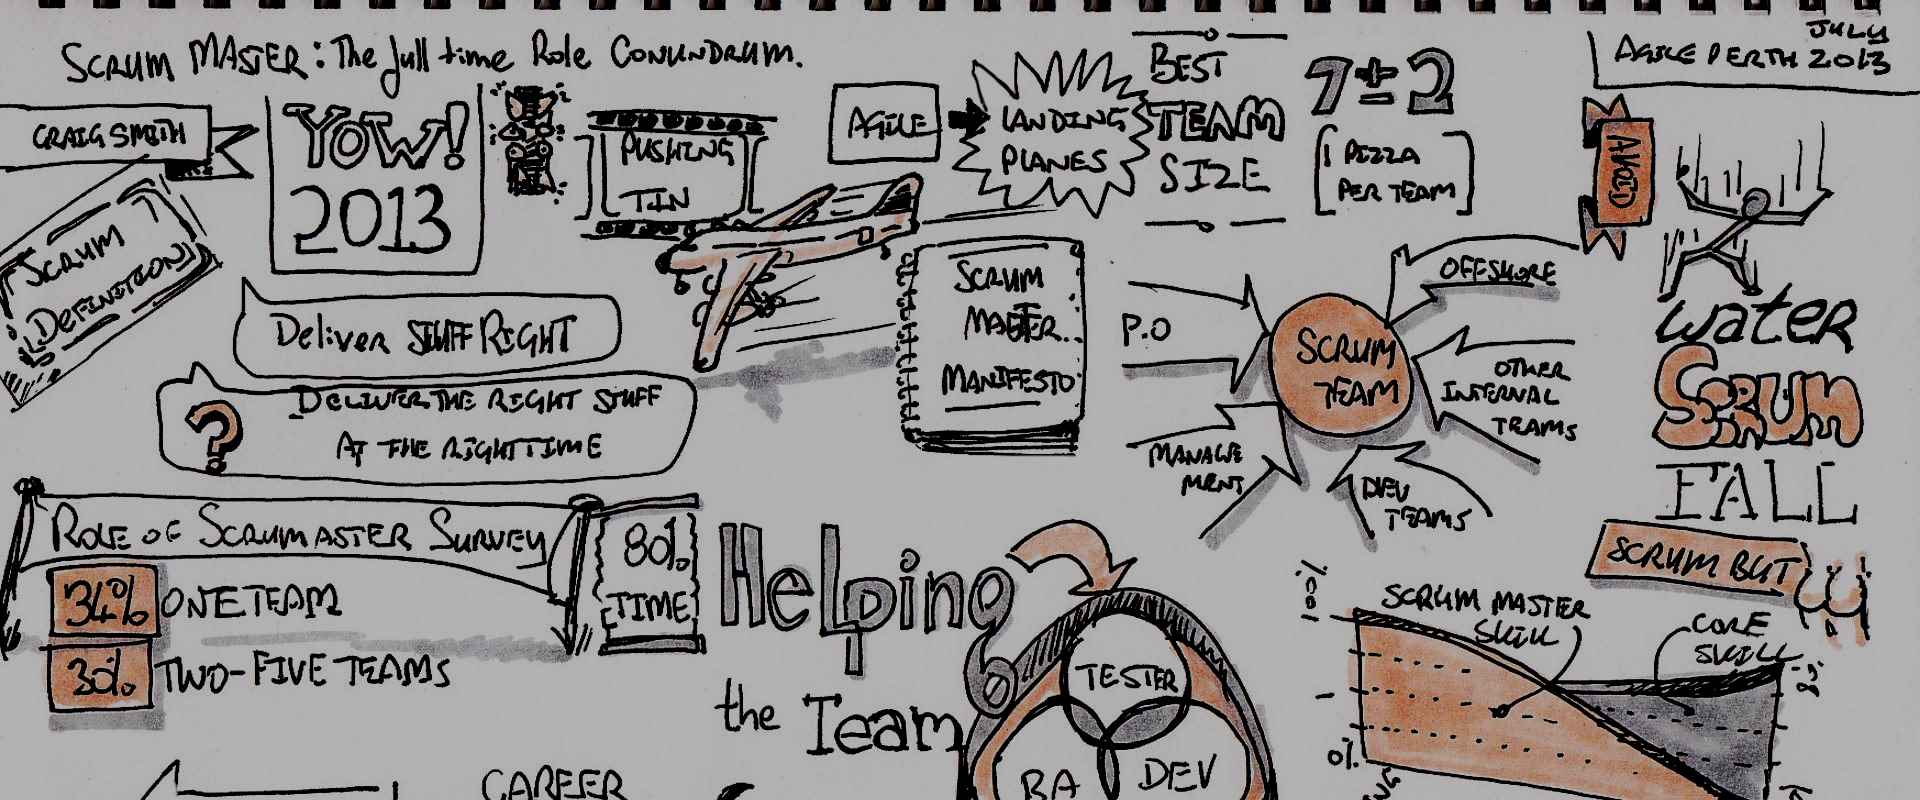 SCRUM MASTER: The full time Role CONUNDRUM.
JULY
AGILE PERTH 2013
CRAIG SMITH
YOW!
2013
PUSHING
TIN
AGILE
LANDING
PLANES
BEST
TEAM
SIZE
7±2
1 PIZZA
PER TEAM
AVOID
SCRUM
DEFINITION
Deliver STUFF RIGHT
? DELIVER THE RIGHT STUFF
AT THE RIGHT TIME
SCRUM
MASTER
MANIFESTO
P.O
OFFSHORE
SCRUM
TEAM
OTHER
INTERNAL
TEAMS
MANAGE
MENT
DEV
TEAMS
water
SCRUM
FALL
SCRUM BUT
ROLE OF SCRUMASTER SURVEY
34% ONE TEAM
30% TWO-FIVE TEAMS
80%
TIME
Helping
the Team
TESTER
BA
DEV
100%
SCRUM MASTER
SKILL
CORE
SKILL
0%
CAREER